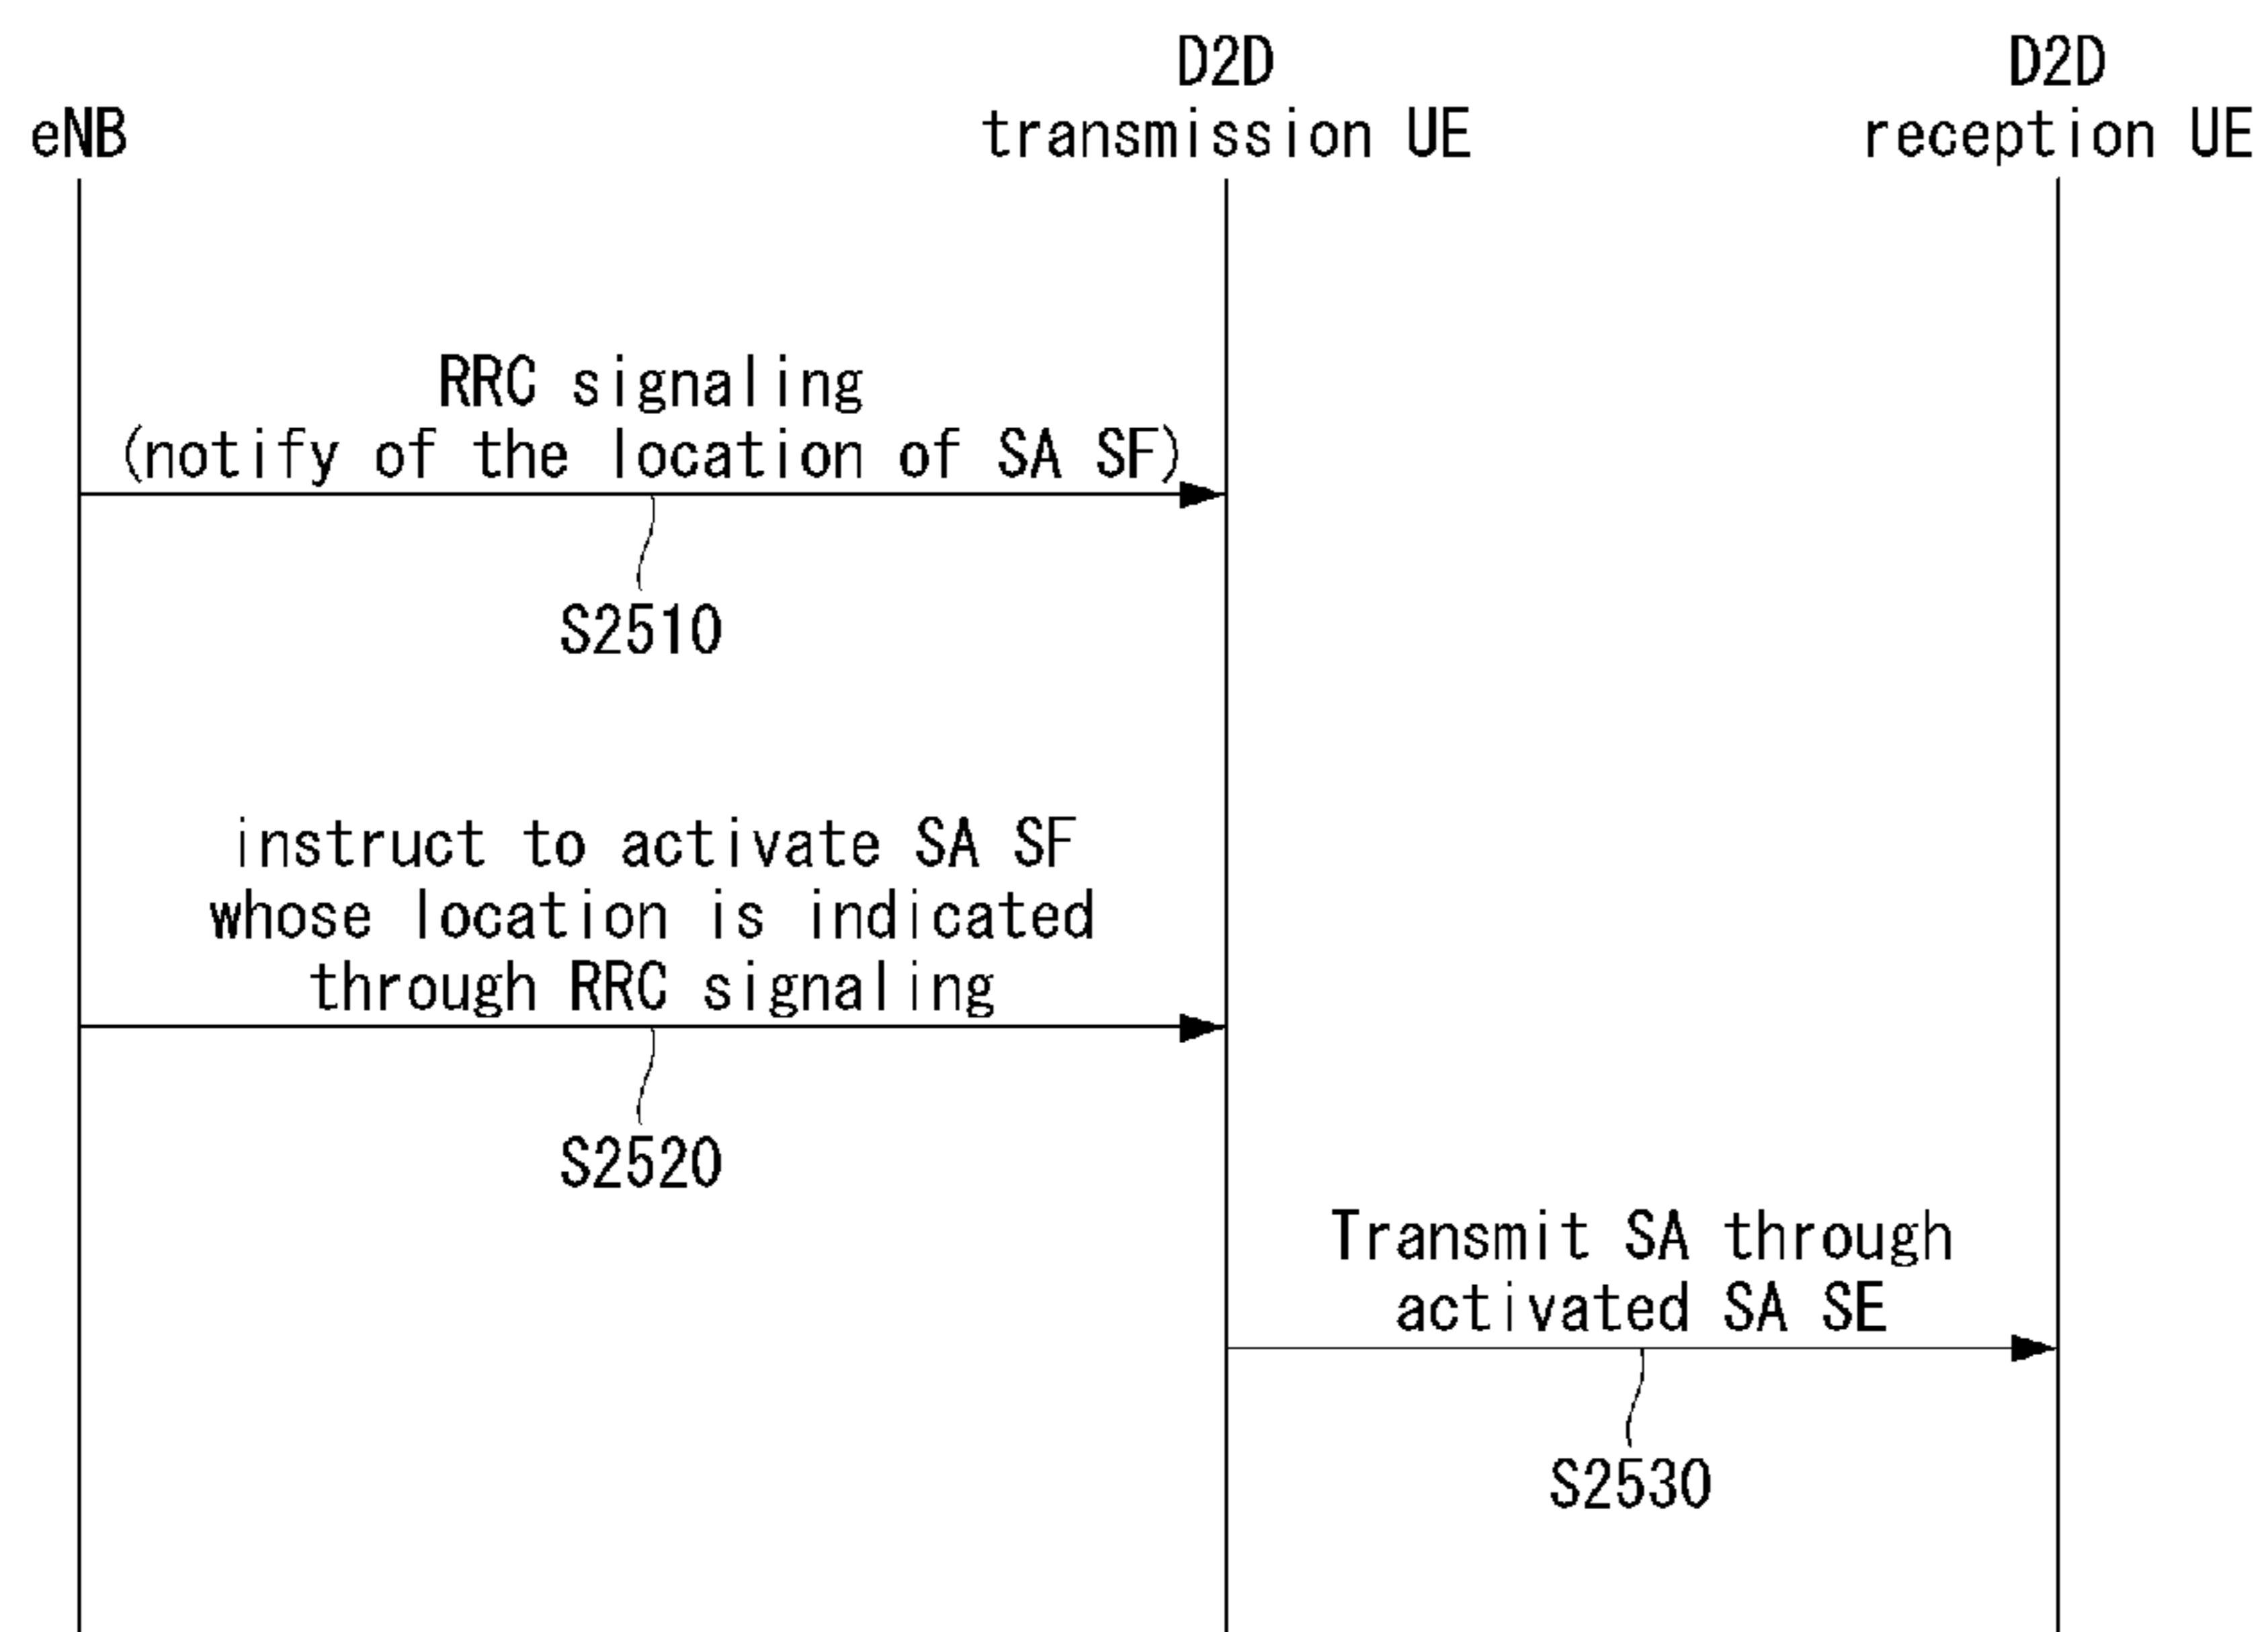 D2D
D2D
eNB
transmission UE
reception UE
RRC signaling
(notify of the location of SA SF)
S2510
instruct to activate SA SF
whose location is indicated
through RRC signaling
S2520
Transmit SA through
activated SA SE
S2530